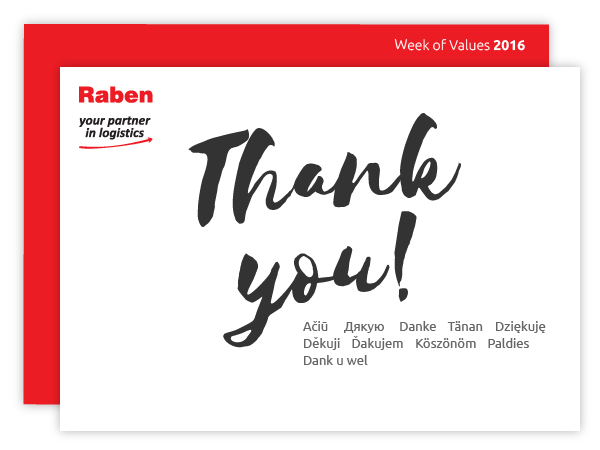 Week of Values 2016
Raben
your partner
in logistics
Thank
you!
Ačiū Дякую Danke Tänan Dziękuję
Děkuji Ďakujem Köszönöm Paldies
Dank u wel